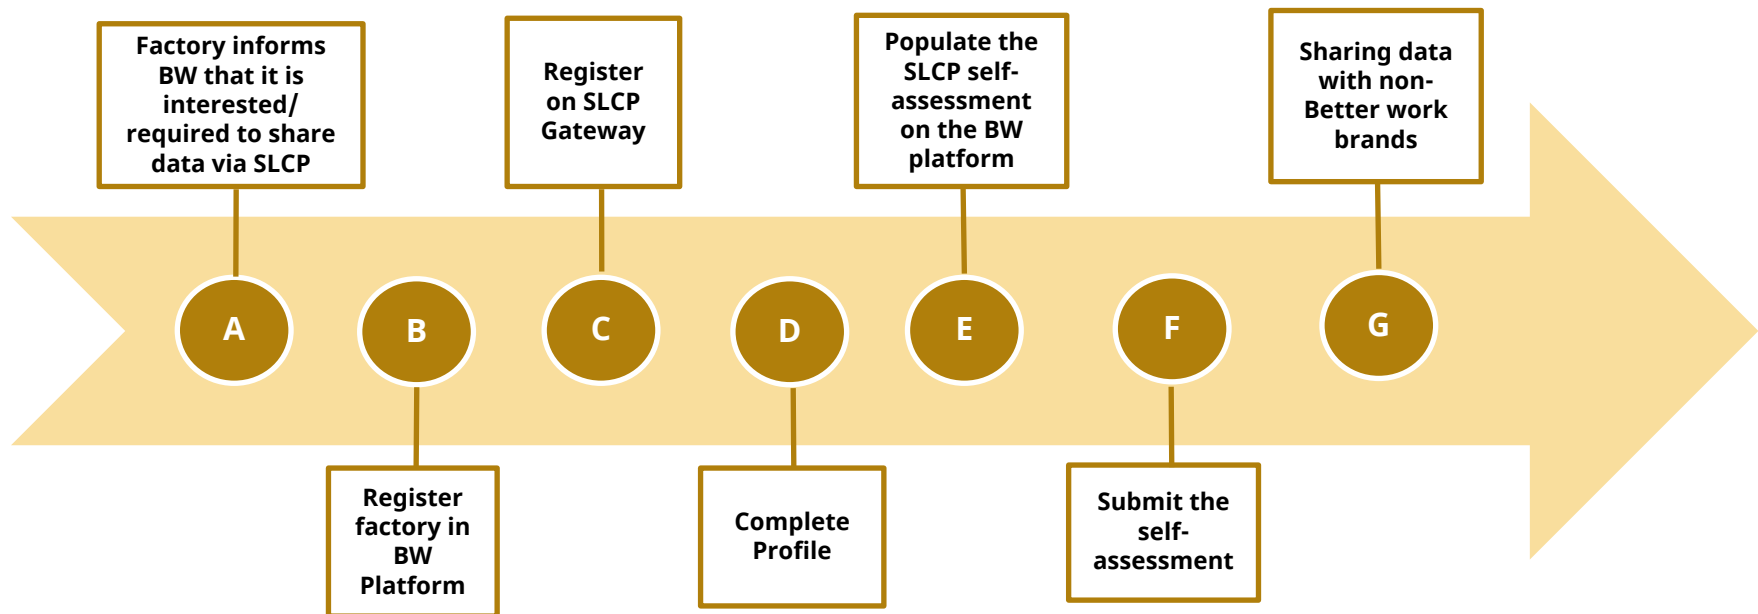 Factory informs
BW that it is
interested/
required to share
data via SLCP
Register
on SLCP
Gateway
Populate the
SLCP self-
assessment
on the BW
platform
Sharing data
with non-
Better work
brands
A
B
C
D
E
F
G
Register
factory in
BW
Platform
Complete
Profile
Submit the
self-
assessment